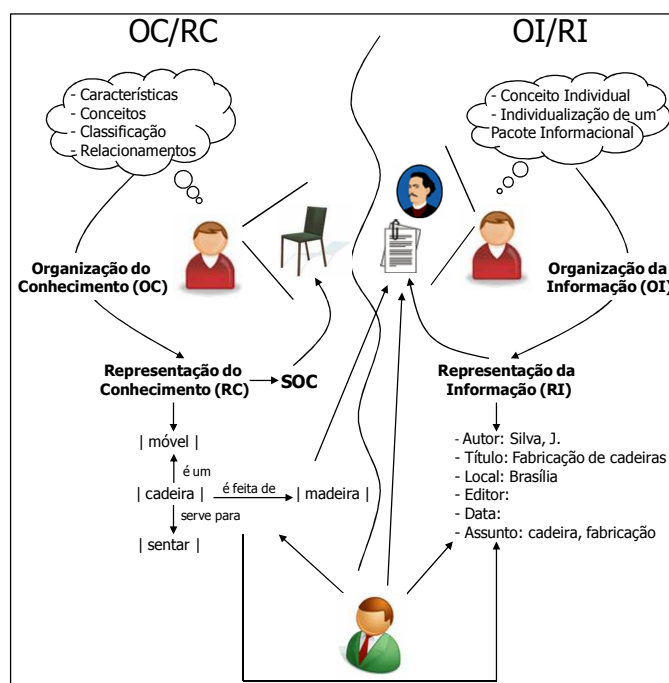 OC/RC
OI/RI
- Características
- Conceitos
- Classificação
- Relacionamentos
- Conceito Individual
- Individualização de um
Pacote Informacional
Organização do
Conhecimento (OC)
Organização da
Informação (OI)
Representação do
Conhecimento (RC)
SOC
Representação da
Informação (RI)
| móvel |
é um
| cadeira |
é feita de
| madeira |
serve para
| sentar |
- Autor: Silva, J.
- Título: Fabricação de cadeiras
- Local: Brasília
- Editor:
- Data:
- Assunto: cadeira, fabricação